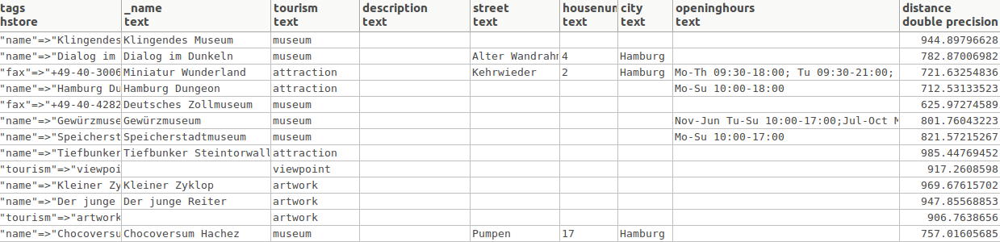 tags _name tourism description street housenum city openinghours distance
hstore text text text text text text text double precision
"name"=>"Klingendes Klingendes Museum museum 944.89796628
"name"=>"Dialog im Dialog im Dunkeln museum Alter Wandrahm 4 Hamburg 782.87006982
"fax"=>"+49-40-3006 Miniatur Wunderland attraction Kehrwieder 2 Hamburg Mo-Th 09:30-18:00; Tu 09:30-21:00; 721.63254836
"name"=>"Hamburg Du Hamburg Dungeon attraction Mo-Su 10:00-18:00 712.53133523
"fax"=>"+49-40-4282 Deutsches Zollmuseum museum 625.97274589
"name"=>"Gewürzmuse Gewürzmuseum museum Nov-Jun Tu-Su 10:00-17:00;Jul-Oct M 801.76043223
"name"=>"Speicherst Speicherstadtmuseum museum Mo-Su 10:00-17:00 821.57215267
"name"=>"Tiefbunker Tiefbunker Steintorwall attraction 985.44769452
"tourism"=>"viewpoi viewpoint 917.2608598
"name"=>"Kleiner Zy Kleiner Zyklop artwork 969.67615702
"name"=>"Der junge Der junge Reiter artwork 947.85568853
"tourism"=>"artwork artwork 906.7638656
"name"=>"Chocoversu Chocoversum Hachez museum Pumpen 17 Hamburg 757.01605685